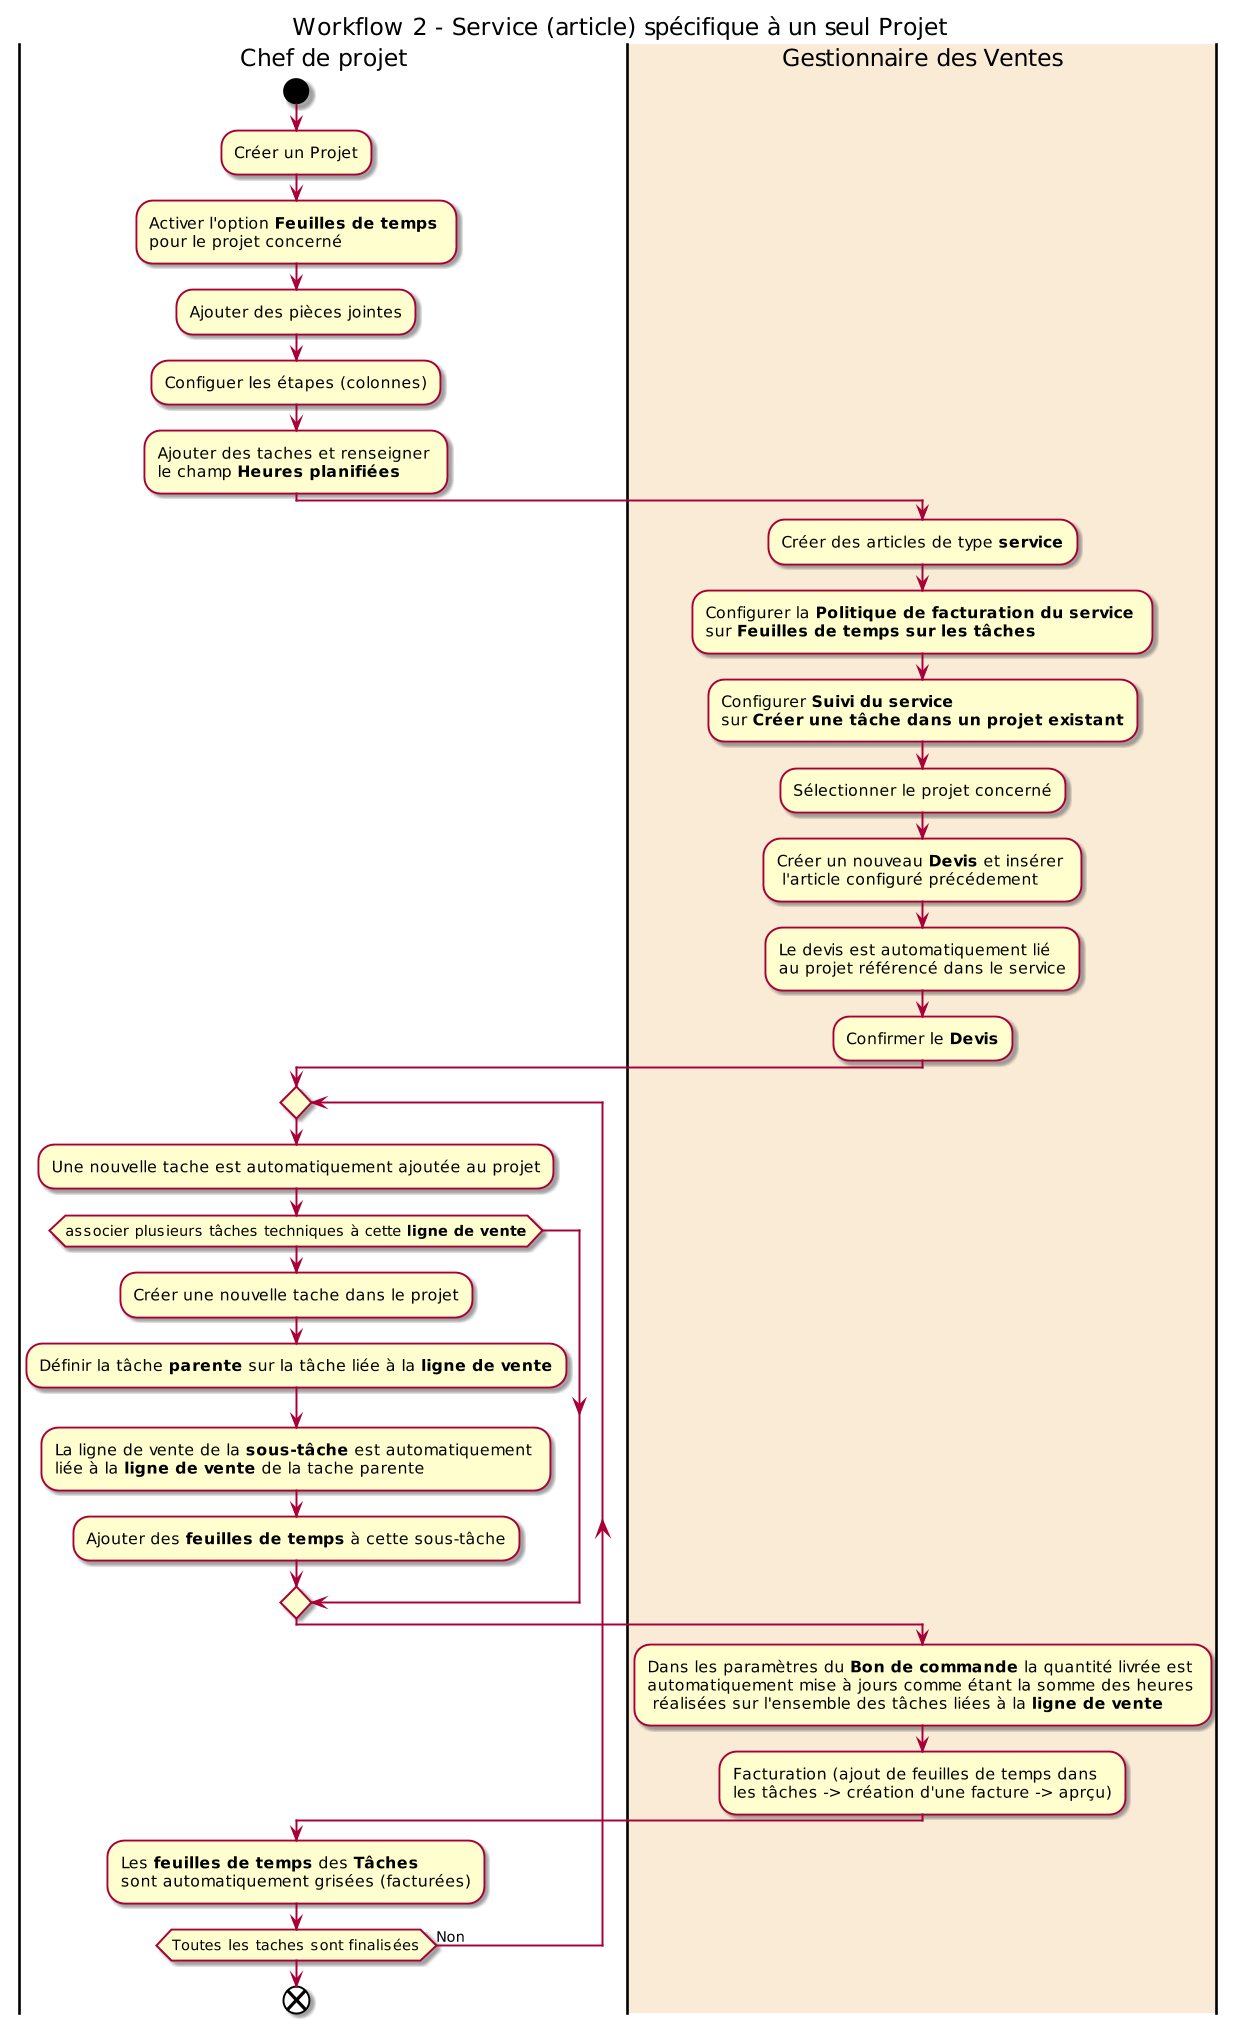 Workflow 2 - Service (article) spécifique à un seul Projet
Chef de projet
Gestionnaire des Ventes
Créer un Projet
Activer l'option Feuilles de temps
pour le projet concerné
Ajouter des pièces jointes
Configuer les étapes (colonnes)
Ajouter des taches et renseigner
le champ Heures planifiées
Créer des articles de type service
Configurer la Politique de facturation du service
sur Feuilles de temps sur les tâches
Configurer Suivi du service
sur Créer une tâche dans un projet existant
Sélectionner le projet concerné
Créer un nouveau Devis et insérer
l'article configuré précédement
Le devis est automatiquement lié
au projet référencé dans le service
Confirmer le Devis
Une nouvelle tache est automatiquement ajoutée au projet
associer plusieurs tâches techniques à cette ligne de vente
Créer une nouvelle tache dans le projet
Définir la tâche parente sur la tâche liée à la ligne de vente
La ligne de vente de la sous-tâche est automatiquement
liée à la ligne de vente de la tache parente
Ajouter des feuilles de temps à cette sous-tâche
Dans les paramètres du Bon de commande la quantité livrée est
automatiquement mise à jours comme étant la somme des heures
réalisées sur l'ensemble des tâches liées à la ligne de vente
Facturation (ajout de feuilles de temps dans
les tâches -> création d'une facture -> aprçu)
Les feuilles de temps des Tâches
sont automatiquement grisées (facturées)
Toutes les taches sont finalisées
Non